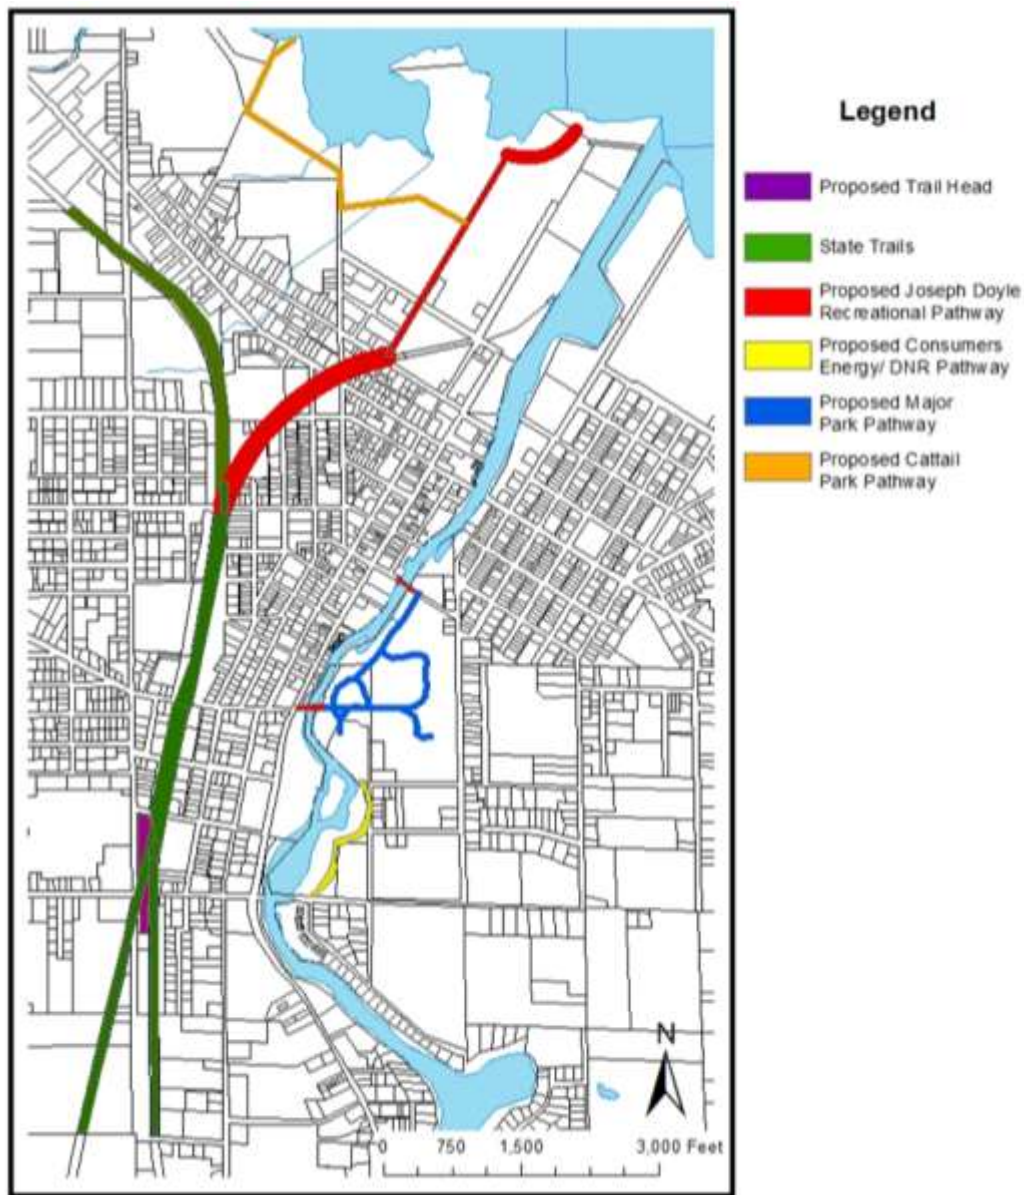 Legend
Proposed Trail Head
State Trails
Proposed Joseph Doyle
Recreational Pathway
Proposed Consumers
Energy/ DNR Pathway
Proposed Major
Park Pathway
Proposed Cattail
Park Pathway
N
0 750 1,500 3,000 Feet